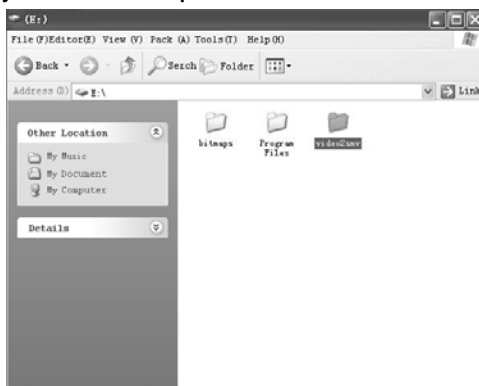 (E:)
File(F)Editor(E) View (V) Pack (A) Tools(T) Help(H)
Back Serch Folder
Address (D) E:\ Link
Other Location
My Music
My Document
My Computer
Details
bitmaps
Program Files
video2smv